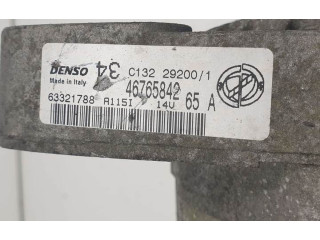 DENSO 34 C132 29200/1
Made in Italy
46765842
63321788 A115I 14V 65 A